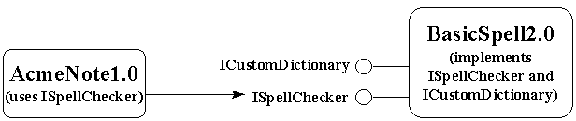 AcmeNote1.0
(uses ISpellChecker)
ICustomDictionary
ISpellChecker
BasicSpell2.0
(implements
ISpellChecker and
ICustomDictionary)